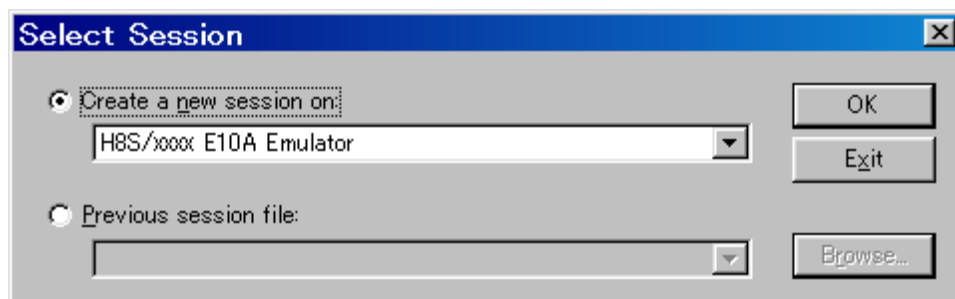 Select Session
Create a new session on:
OK
H8S/xxxx E10A Emulator
Exit
Previous session file:
Browse...